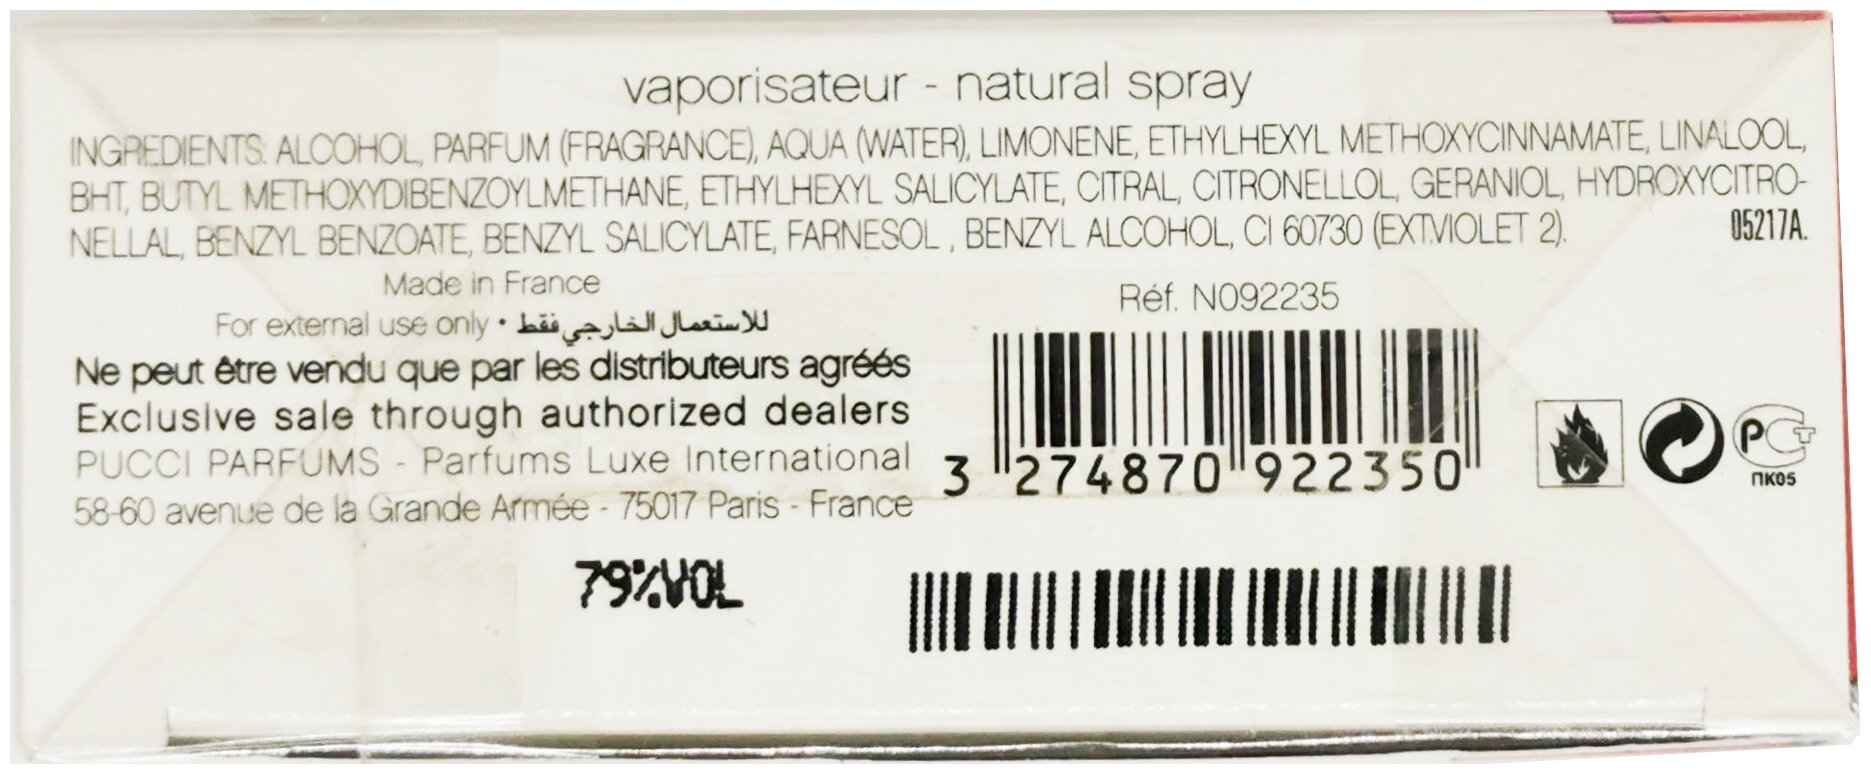 vaporisateur - natural spray
INGREDIENTS: ALCOHOL, PARFUM (FRAGRANCE), AQUA (WATER), LIMONENE, ETHYLHEXYL METHOXYCINNAMATE, LINALOOL,
BHT, BUTYL METHOXYDIBENZOYLMETHANE, ETHYLHEXYL SALICYLATE, CITRAL, CITRONELLOL, GERANIOL, HYDROXYCITRO-
NELLAL, BENZYL BENZOATE, BENZYL SALICYLATE, FARNESOL , BENZYL ALCOHOL, CI 60730 (EXT.VIOLET 2). 05217A.
Made in France
For external use only • للاستعمال الخارجي فقط
Ne peut être vendu que par les distributeurs agréés
Exclusive sale through authorized dealers
PUCCI PARFUMS - Parfums Luxe International
58-60 avenue de la Grande Armée - 75017 Paris - France
Réf. N092235
3 274870 922350
РСТ
ПК05
79%VOL